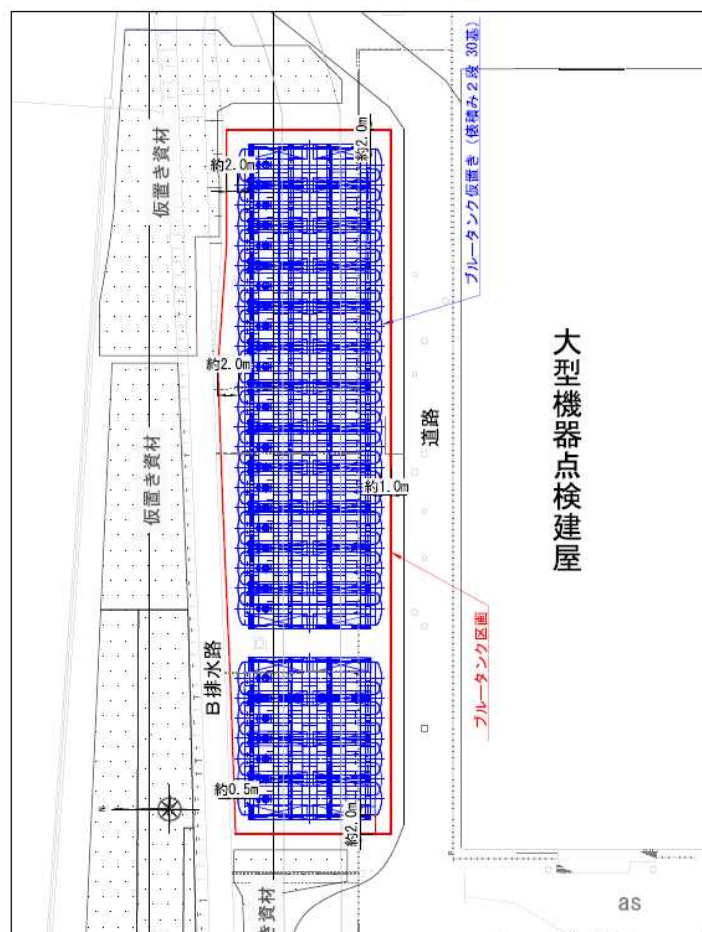 ブルータンク仮置き（俵積み２段 30基）
仮置き資材
約2.0m
約2.0m
大型機器点検建屋
約2.0m
道路
仮置き資材
約1.0m
ブルータンク区画
B排水路
約0.5m
約2.0m
き資材
as